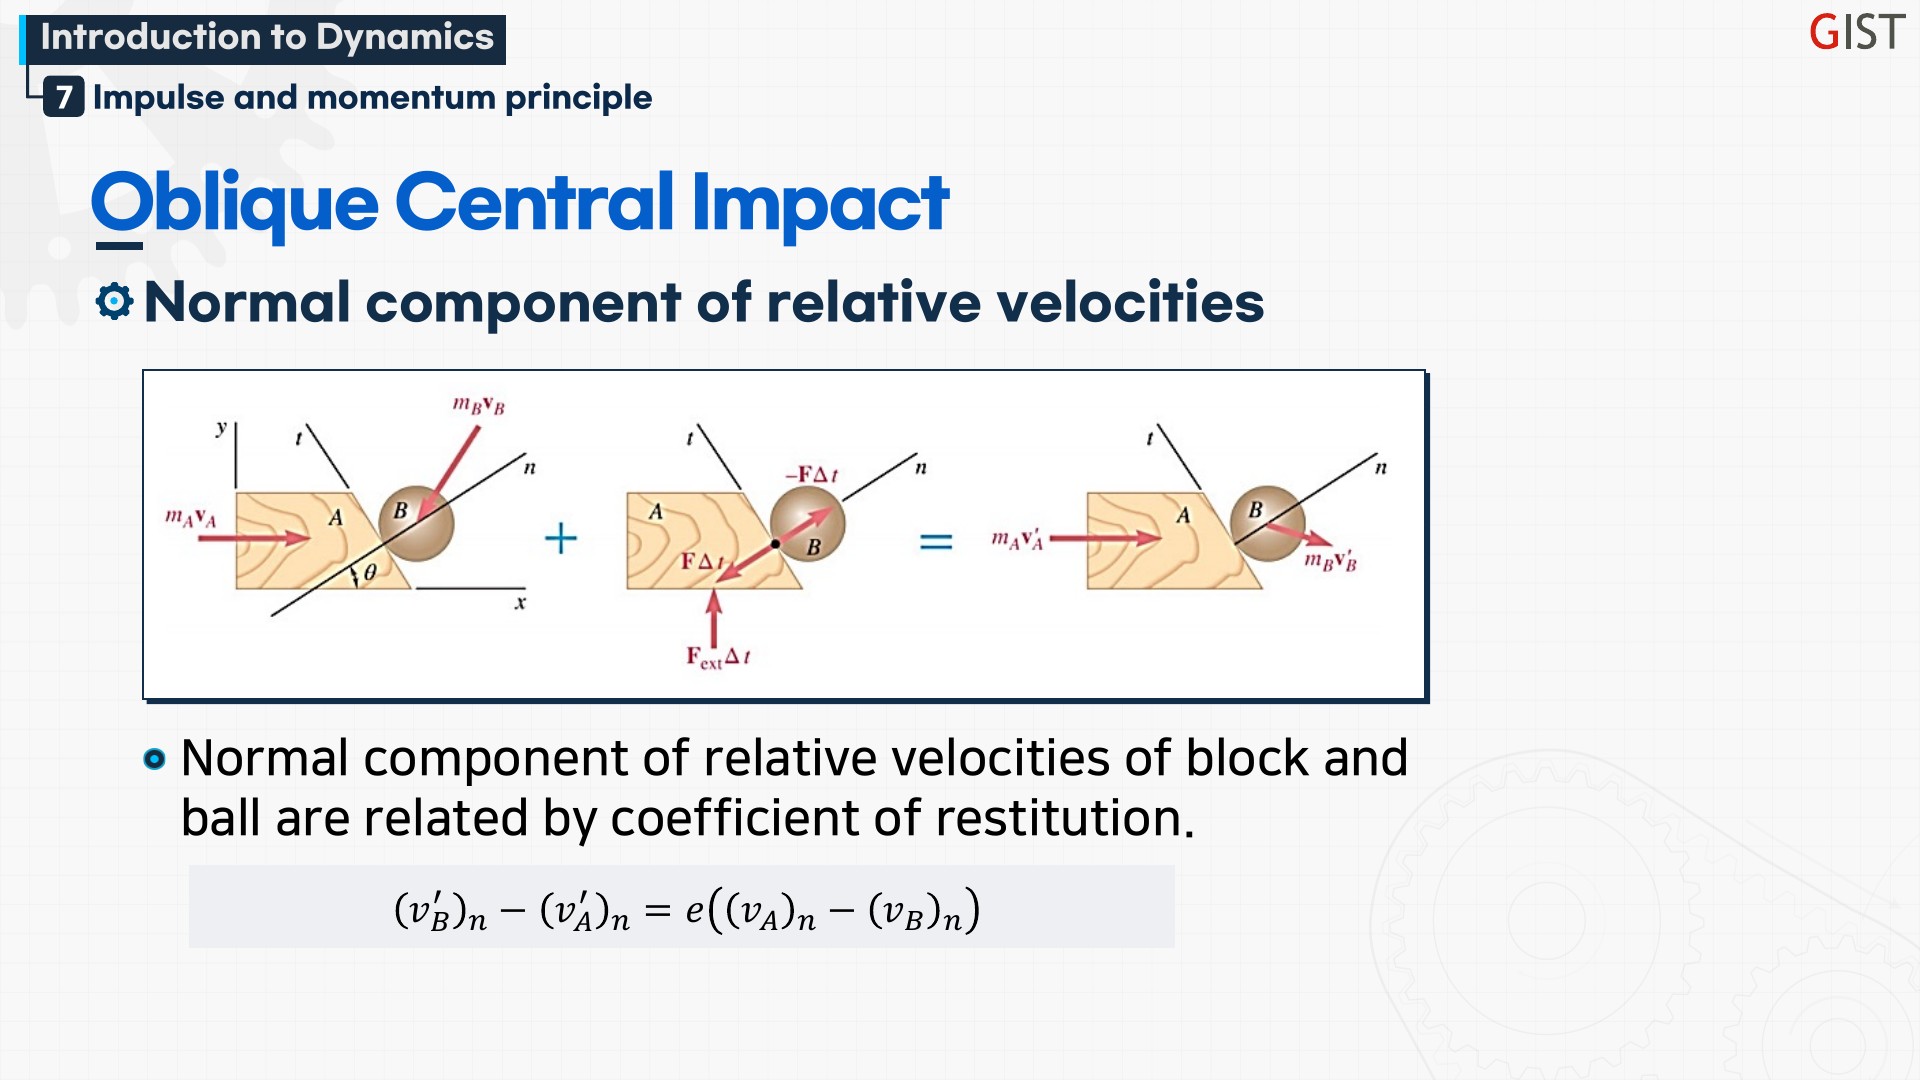 Introduction to Dynamics
GIST
7 Impulse and momentum principle
Oblique Central Impact
Normal component of relative velocities
y
t
m_B v_B
n
m_A v_A
A
B
θ
x
+
t
−FΔt
n
A
B
FΔt
F_ext Δt
=
t
n
A
B
m_A v′_A
m_B v′_B
Normal component of relative velocities of block and
ball are related by coefficient of restitution.
(v′_B)_n − (v′_A)_n = e((v_A)_n − (v_B)_n)